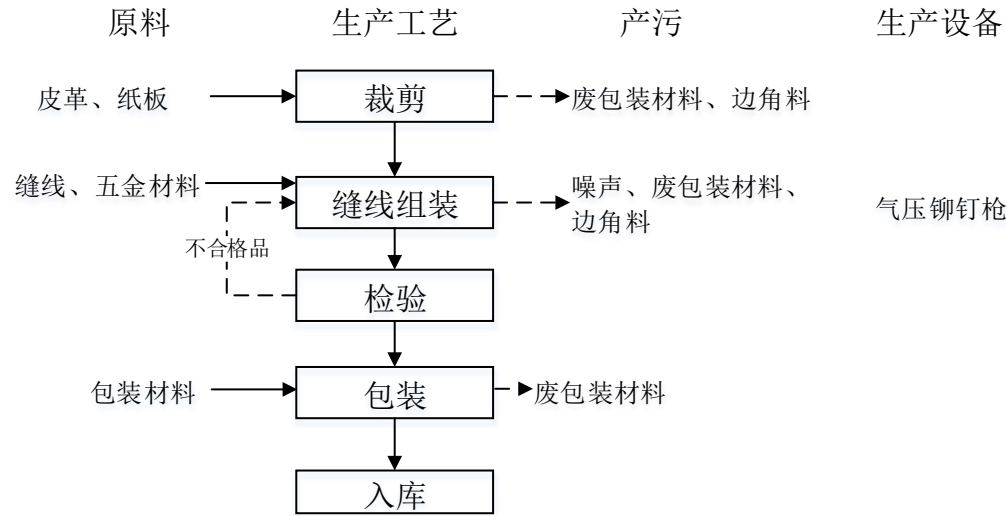 原料 生产工艺 产污 生产设备
皮革、纸板 裁剪 废包装材料、边角料
缝线、五金材料 缝线组装 噪声、废包装材料、
边角料
气压铆钉枪
不合格品
检验
包装材料 包装 废包装材料
入库